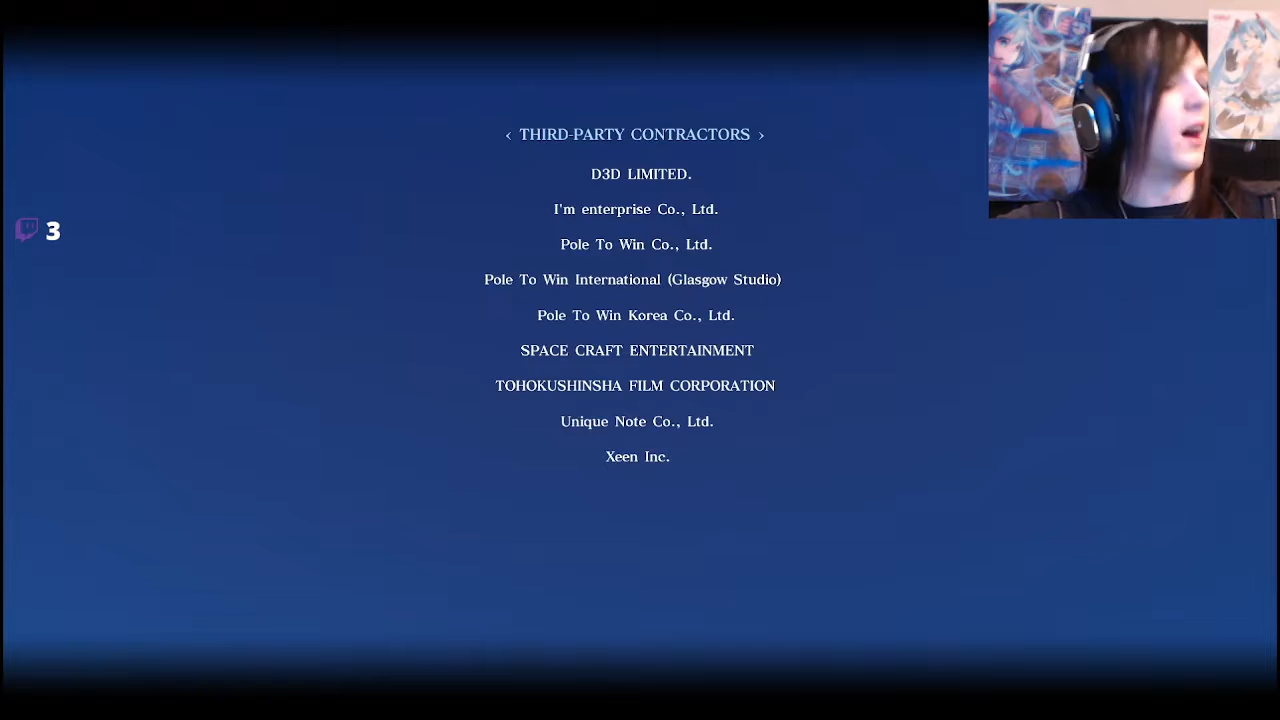 ‹ THIRD-PARTY CONTRACTORS ›
D3D LIMITED.
I'm enterprise Co., Ltd.
Pole To Win Co., Ltd.
3
Pole To Win International (Glasgow Studio)
Pole To Win Korea Co., Ltd.
SPACE CRAFT ENTERTAINMENT
TOHOKUSHINSHA FILM CORPORATION
Unique Note Co., Ltd.
Xeen Inc.